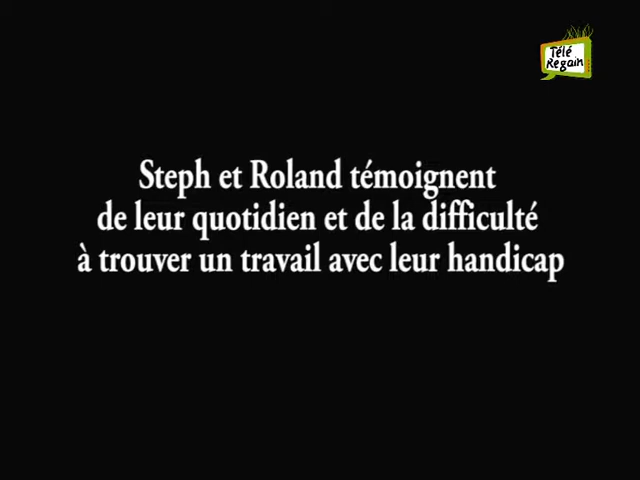 Télé
Regain
Steph et Roland témoignent
de leur quotidien et de la difficulté
à trouver un travail avec leur handicap